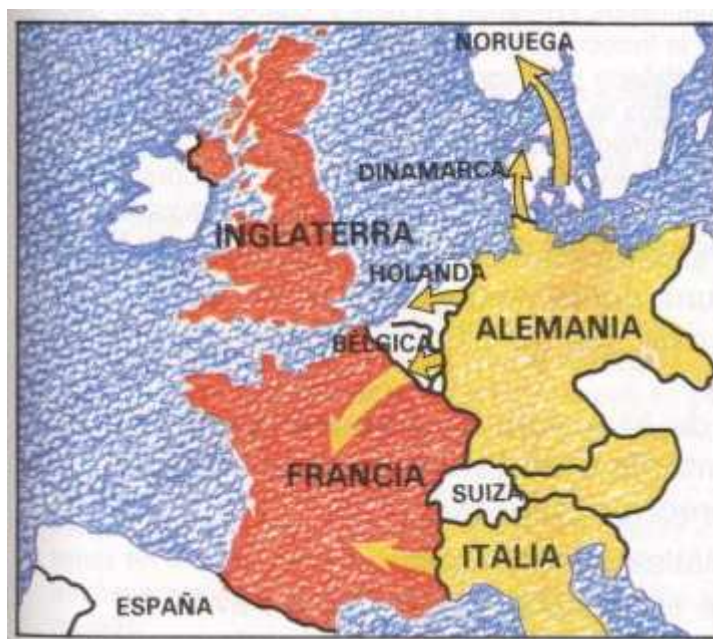 NORUEGA
DINAMARCA
INGLATERRA
HOLANDA
ALEMANIA
BÉLGICA
FRANCIA
SUIZA
ITALIA
ESPAÑA